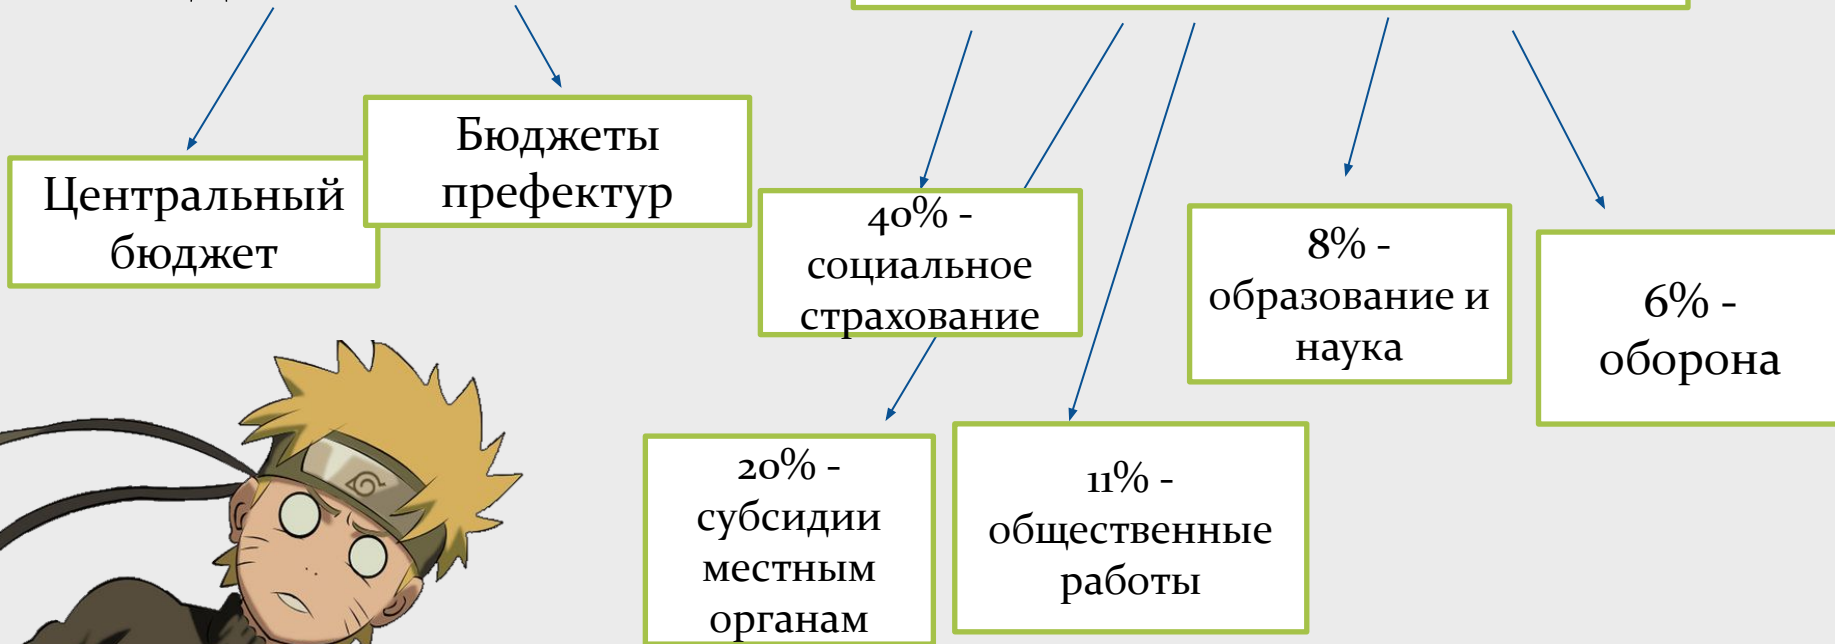 Центральный
бюджет
Бюджеты
префектур
40% -
социальное
страхование
20% -
субсидии
местным
органам
11% -
общественные
работы
8% -
образование и
наука
6% -
оборона